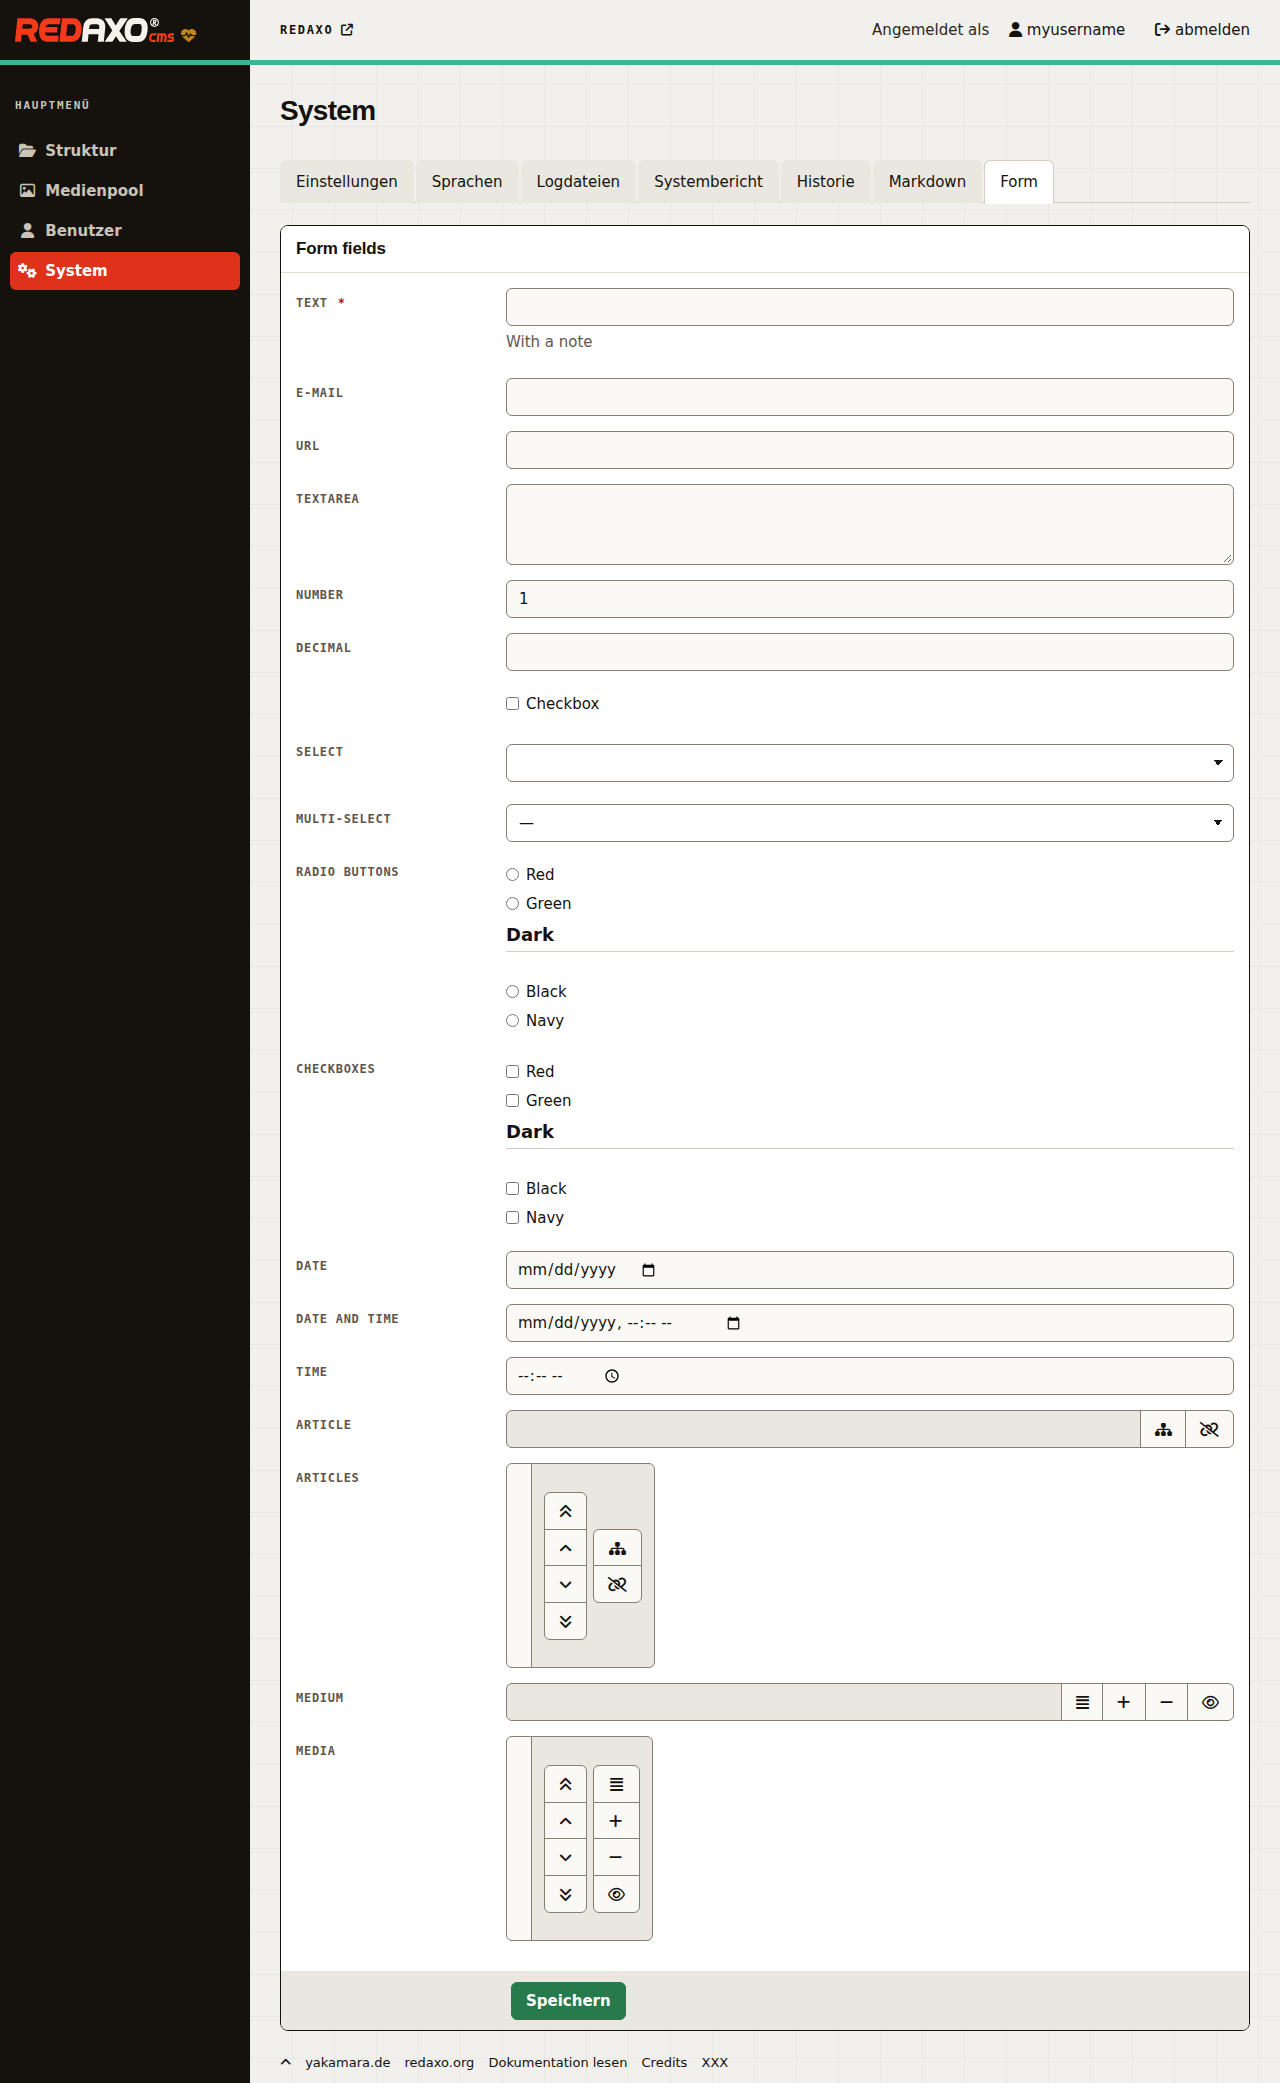 REDAXO® cms
REDAXO
Angemeldet als myusername abmelden
HAUPTMENÜ
Struktur
Medienpool
Benutzer
System
System
Einstellungen Sprachen Logdateien Systembericht Historie Markdown Form
Form fields
TEXT *
With a note
E-MAIL
URL
TEXTAREA
NUMBER 1
DECIMAL
Checkbox
SELECT
MULTI-SELECT —
RADIO BUTTONS Red
Green
Dark
Black
Navy
CHECKBOXES Red
Green
Dark
Black
Navy
DATE mm/dd/yyyy
DATE AND TIME mm/dd/yyyy, --:-- --
TIME --:-- --
ARTICLE
ARTICLES
MEDIUM
MEDIA
Speichern
yakamara.de redaxo.org Dokumentation lesen Credits XXX